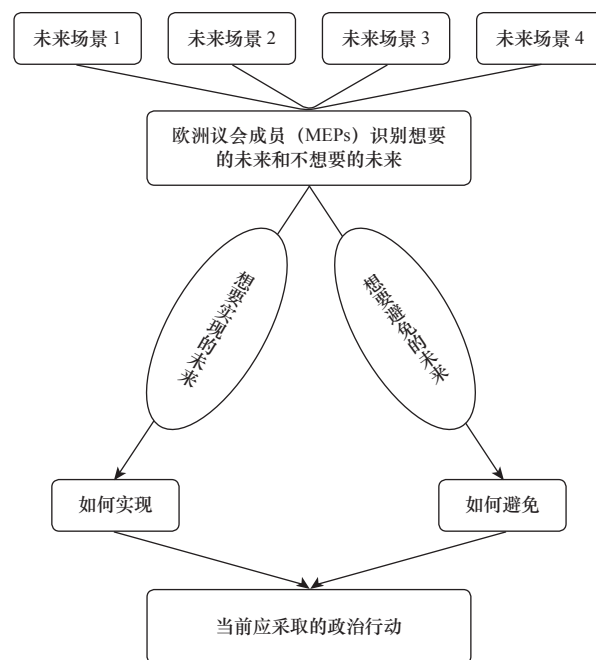 未来场景 1
未来场景 2
未来场景 3
未来场景 4
欧洲议会成员（MEPs）识别想要
的未来和不想要的未来
想要实现的未来
想要避免的未来
如何实现
如何避免
当前应采取的政治行动